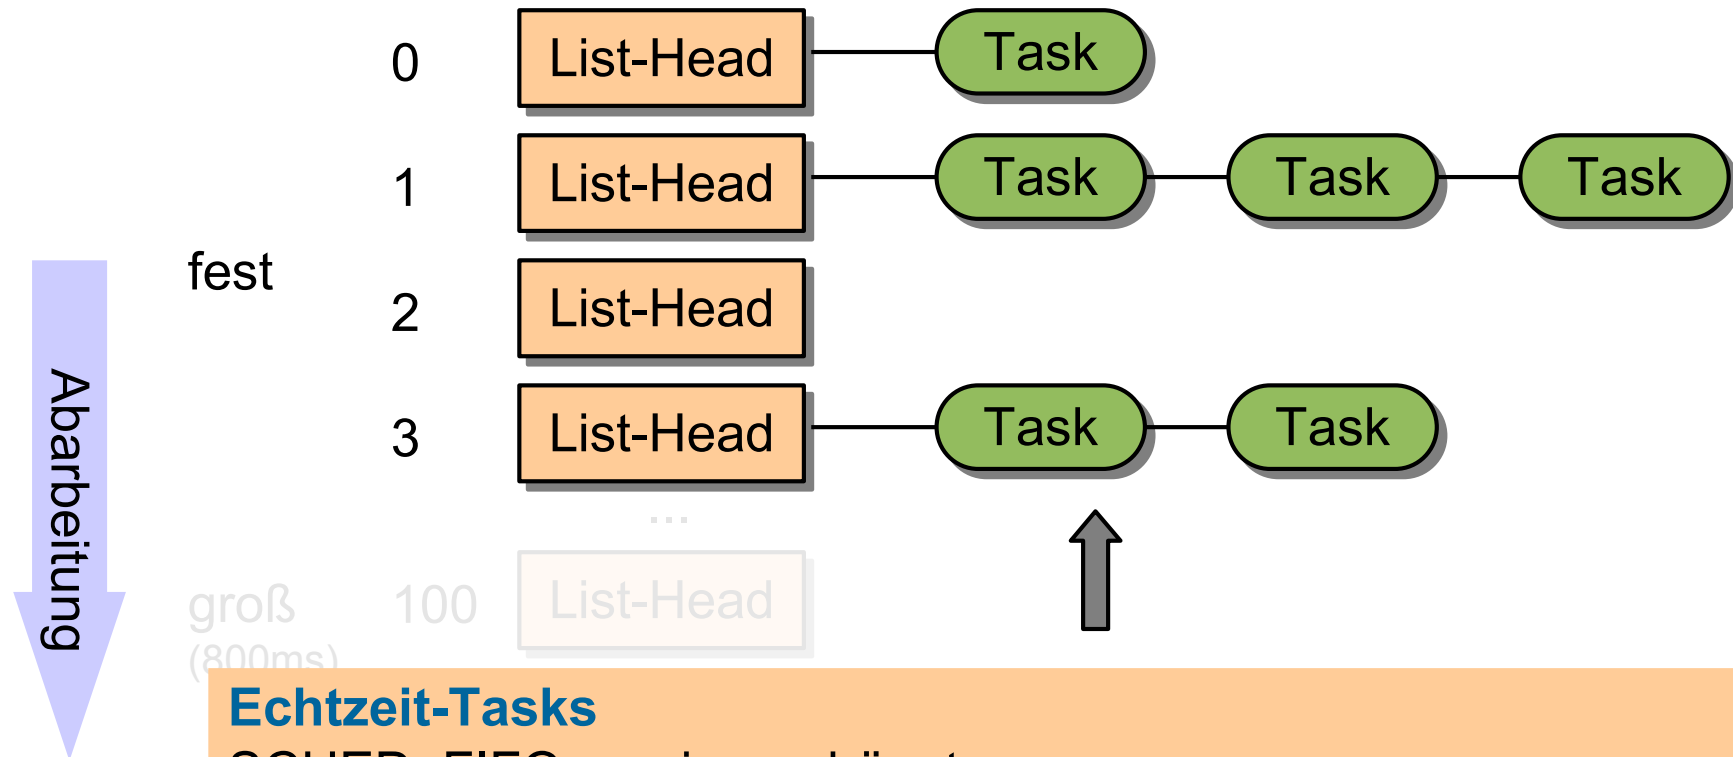 0 List-Head Task
1 List-Head Task Task Task
fest
2 List-Head
3 List-Head Task Task
...
groß 100 List-Head
(800ms)
Abarbeitung
Echtzeit-Tasks